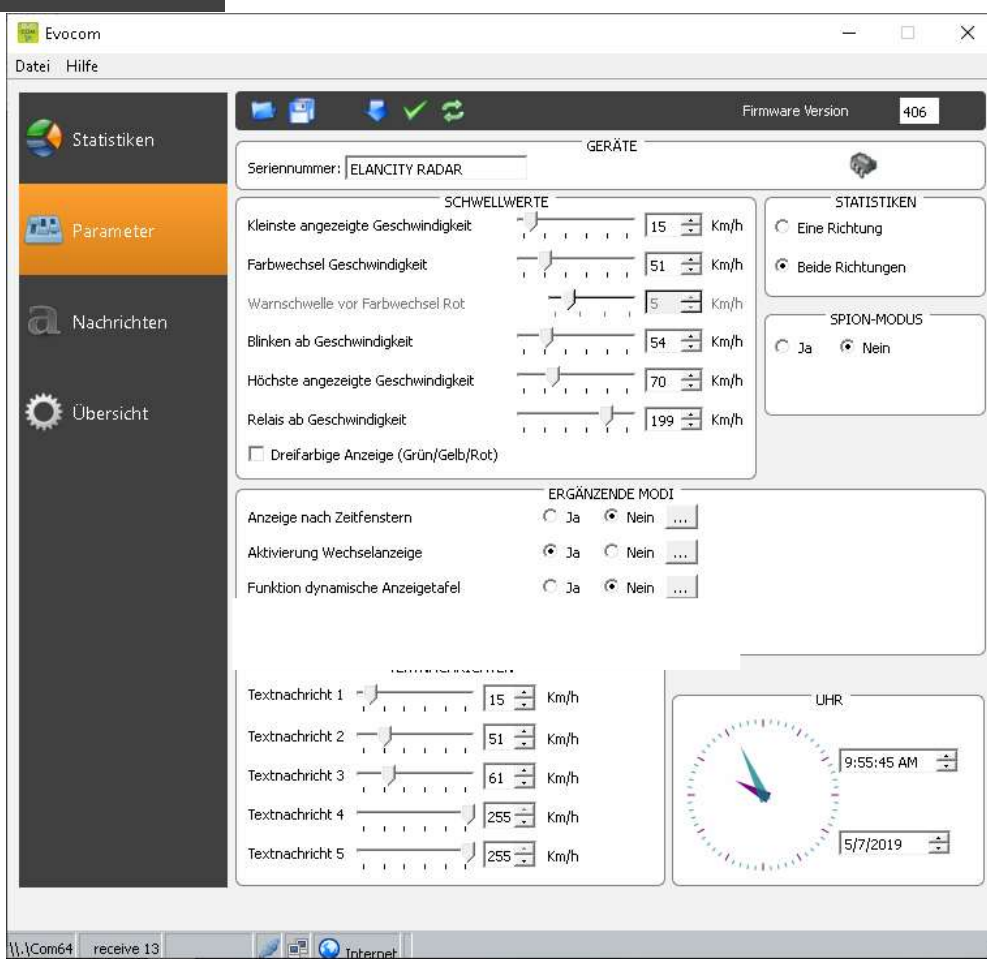 Evocom
Datei Hilfe
Statistiken
Parameter
Nachrichten
Übersicht
Firmware Version 406
GERÄTE
Seriennummer: ELANCITY RADAR
SCHWELLWERTE
Kleinste angezeigte Geschwindigkeit 15 Km/h
Farbwechsel Geschwindigkeit 51 Km/h
Warnschwelle vor Farbwechsel Rot 5 Km/h
Blinken ab Geschwindigkeit 54 Km/h
Höchste angezeigte Geschwindigkeit 70 Km/h
Relais ab Geschwindigkeit 199 Km/h
Dreifarbige Anzeige (Grün/Gelb/Rot)
STATISTIKEN
Eine Richtung
Beide Richtungen
SPION-MODUS
Ja Nein
ERGÄNZENDE MODI
Anzeige nach Zeitfenstern Ja Nein ...
Aktivierung Wechselanzeige Ja Nein ...
Funktion dynamische Anzeigetafel Ja Nein ...
TEXTNACHRICHTEN
Textnachricht 1 15 Km/h
Textnachricht 2 51 Km/h
Textnachricht 3 61 Km/h
Textnachricht 4 255 Km/h
Textnachricht 5 255 Km/h
UHR
9:55:45 AM
5/7/2019
\\.\Com64 receive 13 Internet